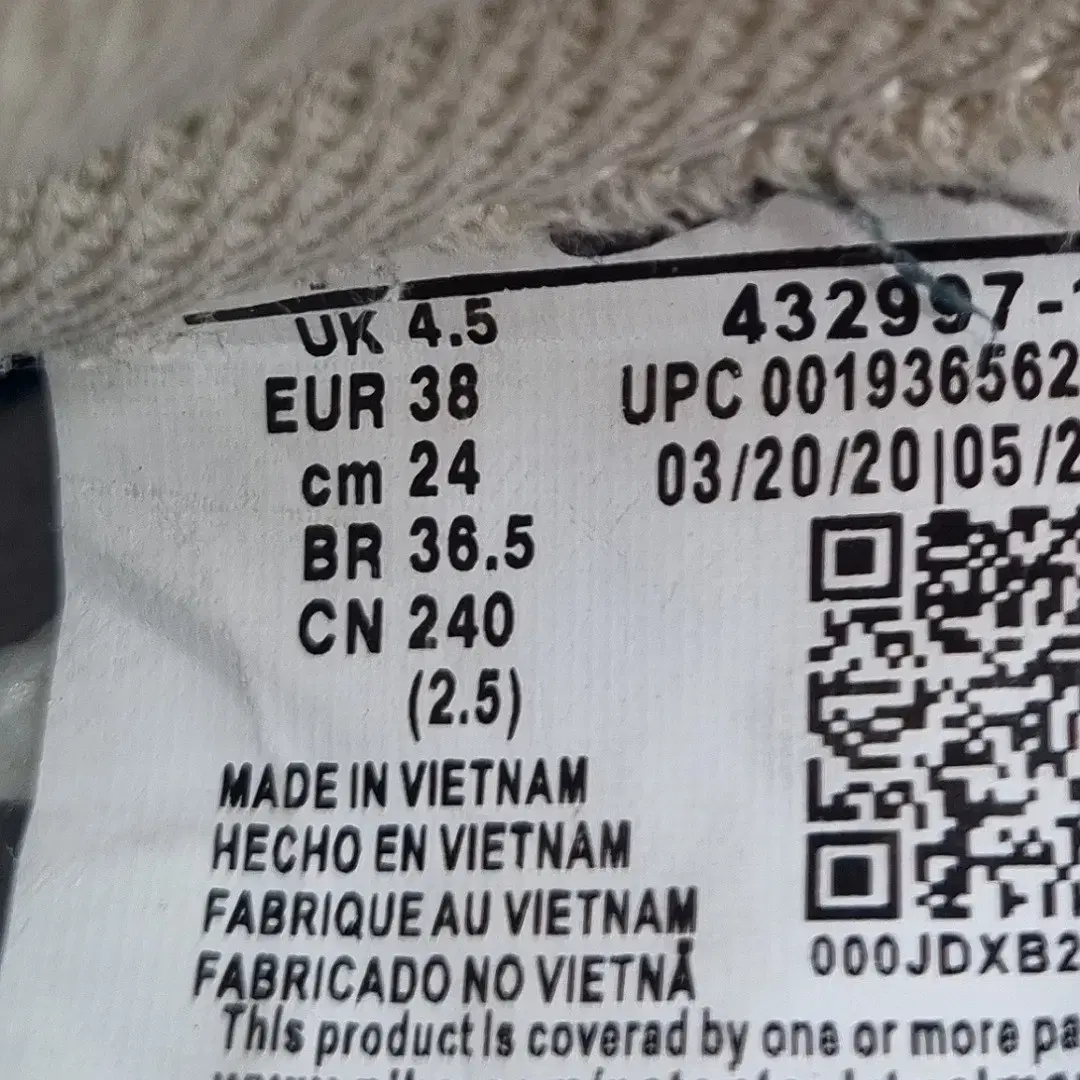 UK 4.5
EUR 38
cm 24
BR 36.5
CN 240
(2.5)
432997-
UPC 001936562
03/20/20|05/2
000JDXB2
MADE IN VIETNAM
HECHO EN VIETNAM
FABRIQUE AU VIETNAM
FABRICADO NO VIETNÃ
This product is covered by one or more pa